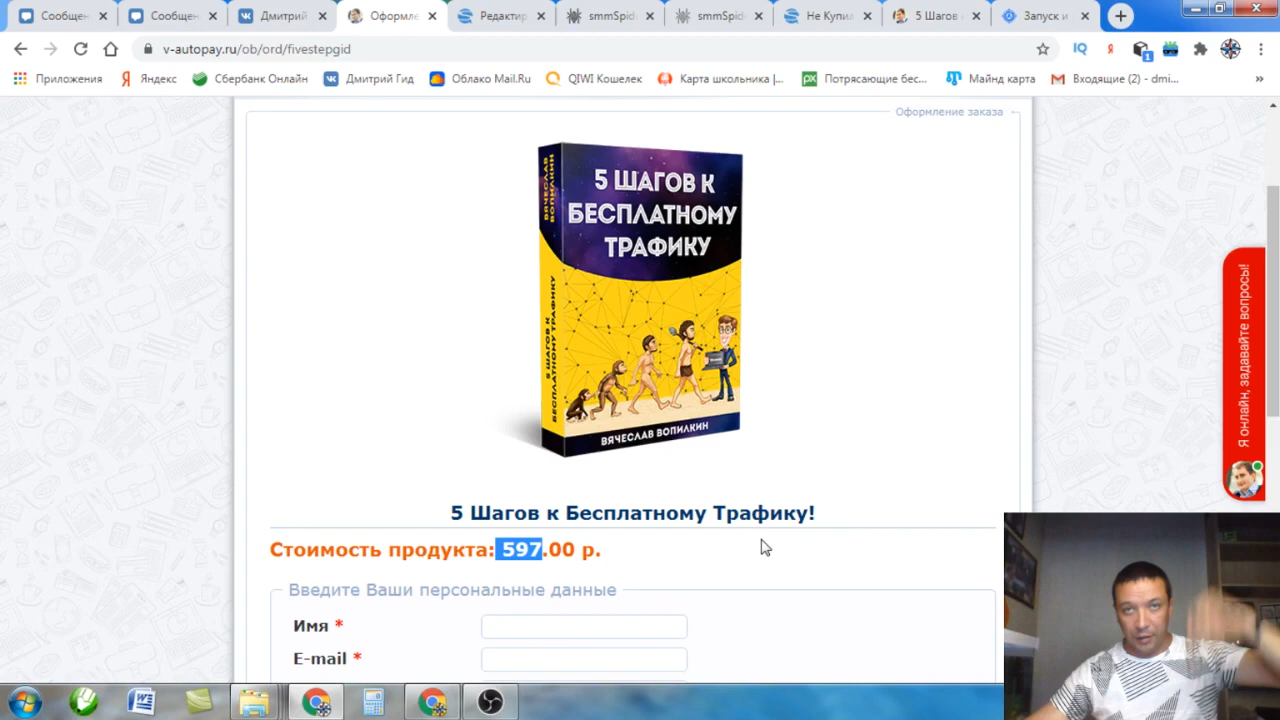 Сообщен
Сообщен
Дмитрий
Оформле
Редактир
smmSpid
smmSpid
Не Купил
5 Шагов
Запуск и
v-autopay.ru/ob/ord/fivestepgid
Приложения
Яндекс
Сбербанк Онлайн
Дмитрий Гид
Облако Mail.Ru
QIWI Кошелек
Карта школьника |...
Потрясающие бес...
Майнд карта
Входящие (2) - dmi...
»
Оформление заказа
5 ШАГОВ К
БЕСПЛАТНОМУ
ТРАФИКУ
ВЯЧЕСЛАВ ВОПИЛКИН
5 ШАГОВ К БЕСПЛАТНОМУ ТРАФИКУ
ВЯЧЕСЛАВ ВОПИЛКИН
5 Шагов к Бесплатному Трафику!
Стоимость продукта: 597.00 р.
Введите Ваши персональные данные
Имя *
E-mail *
Я онлайн, задавайте вопросы!